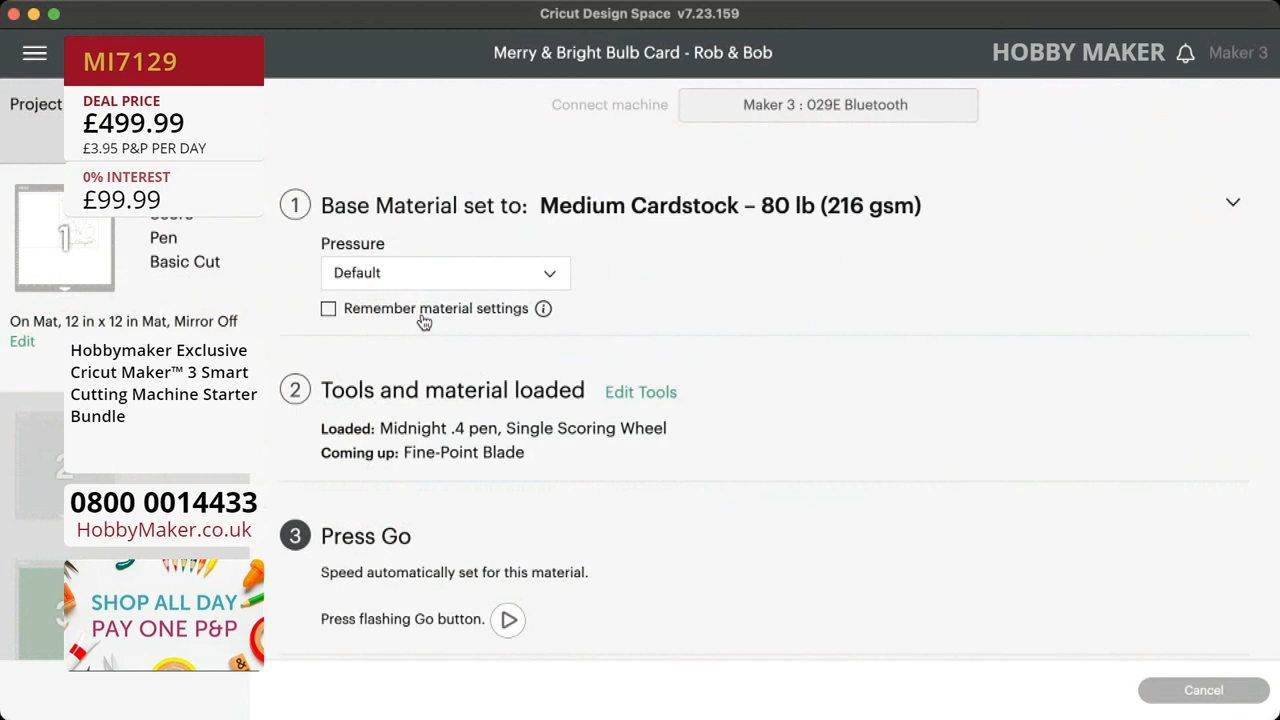 Cricut Design Space v7.23.159
Merry & Bright Bulb Card - Rob & Bob
HOBBY MAKER
Maker 3
MI7129
DEAL PRICE
£499.99
£3.95 P&P PER DAY
0% INTEREST
£99.99
Project
Connect machine
Maker 3 : 029E Bluetooth
1
Pen
Basic Cut
On Mat, 12 in x 12 in Mat, Mirror Off
Edit
Hobbymaker Exclusive
Cricut Maker™ 3 Smart
Cutting Machine Starter
Bundle
2
3
0800 0014433
HobbyMaker.co.uk
SHOP ALL DAY
PAY ONE P&P
&
1 Base Material set to: Medium Cardstock – 80 lb (216 gsm)
Pressure
Default
Remember material settings
2 Tools and material loaded Edit Tools
Loaded: Midnight .4 pen, Single Scoring Wheel
Coming up: Fine-Point Blade
3 Press Go
Speed automatically set for this material.
Press flashing Go button.
Cancel